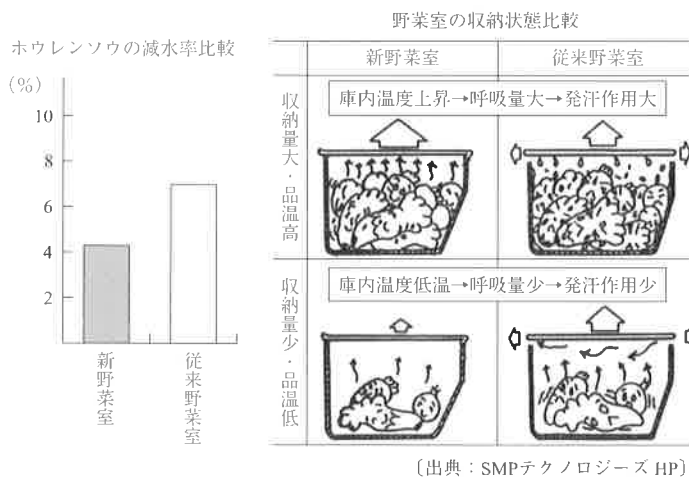 ホウレンソウの減水率比較
(%)
10
8
6
4
2
新野菜室
従来野菜室
野菜室の収納状態比較
新野菜室
従来野菜室
収納量大・品温高
庫内温度上昇→呼吸量大→発汗作用大
収納量少・品温低
庫内温度低温→呼吸量少→発汗作用少
〔出典：SMPテクノロジーズ HP〕